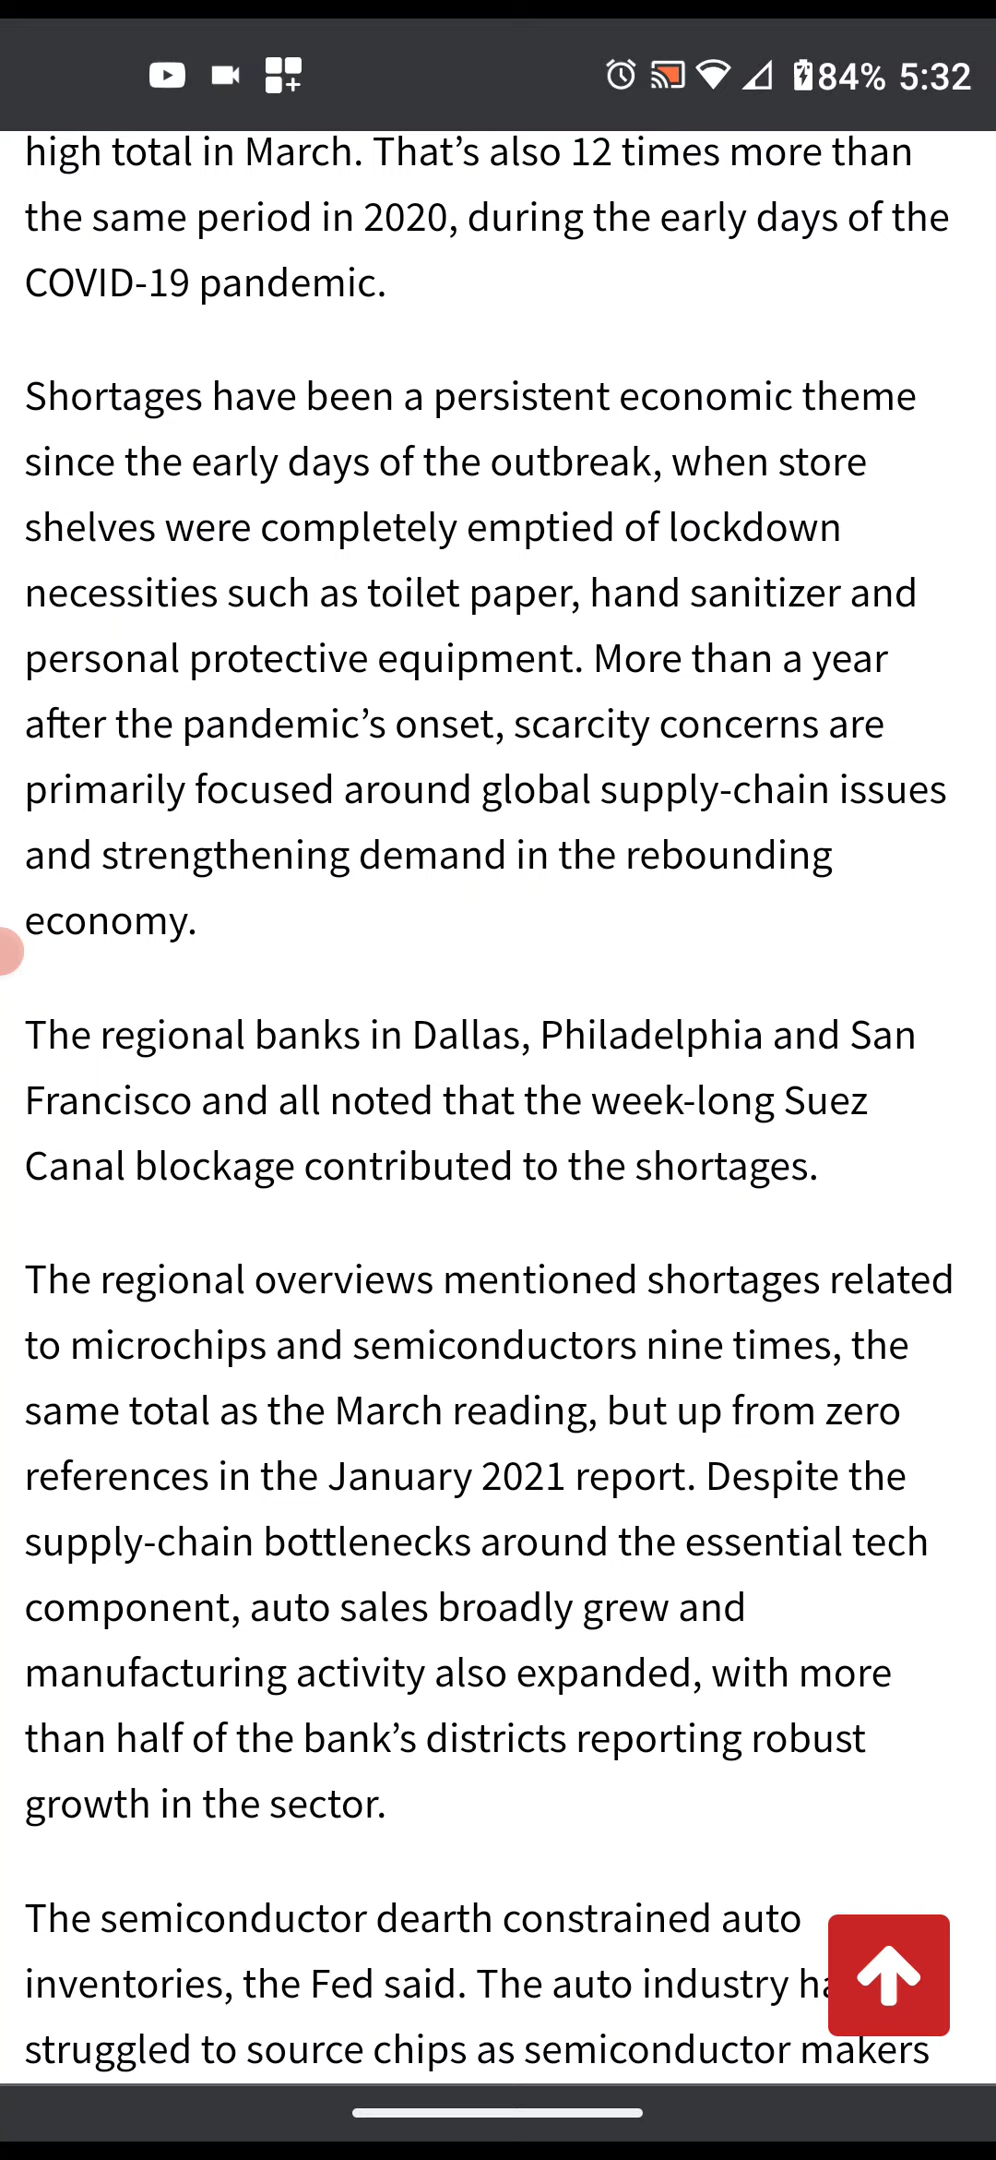 84% 5:32
high total in March. That’s also 12 times more than
the same period in 2020, during the early days of the
COVID-19 pandemic.
Shortages have been a persistent economic theme
since the early days of the outbreak, when store
shelves were completely emptied of lockdown
necessities such as toilet paper, hand sanitizer and
personal protective equipment. More than a year
after the pandemic’s onset, scarcity concerns are
primarily focused around global supply-chain issues
and strengthening demand in the rebounding
economy.
The regional banks in Dallas, Philadelphia and San
Francisco and all noted that the week-long Suez
Canal blockage contributed to the shortages.
The regional overviews mentioned shortages related
to microchips and semiconductors nine times, the
same total as the March reading, but up from zero
references in the January 2021 report. Despite the
supply-chain bottlenecks around the essential tech
component, auto sales broadly grew and
manufacturing activity also expanded, with more
than half of the bank’s districts reporting robust
growth in the sector.
The semiconductor dearth constrained auto
inventories, the Fed said. The auto industry
struggled to source chips as semiconductor makers